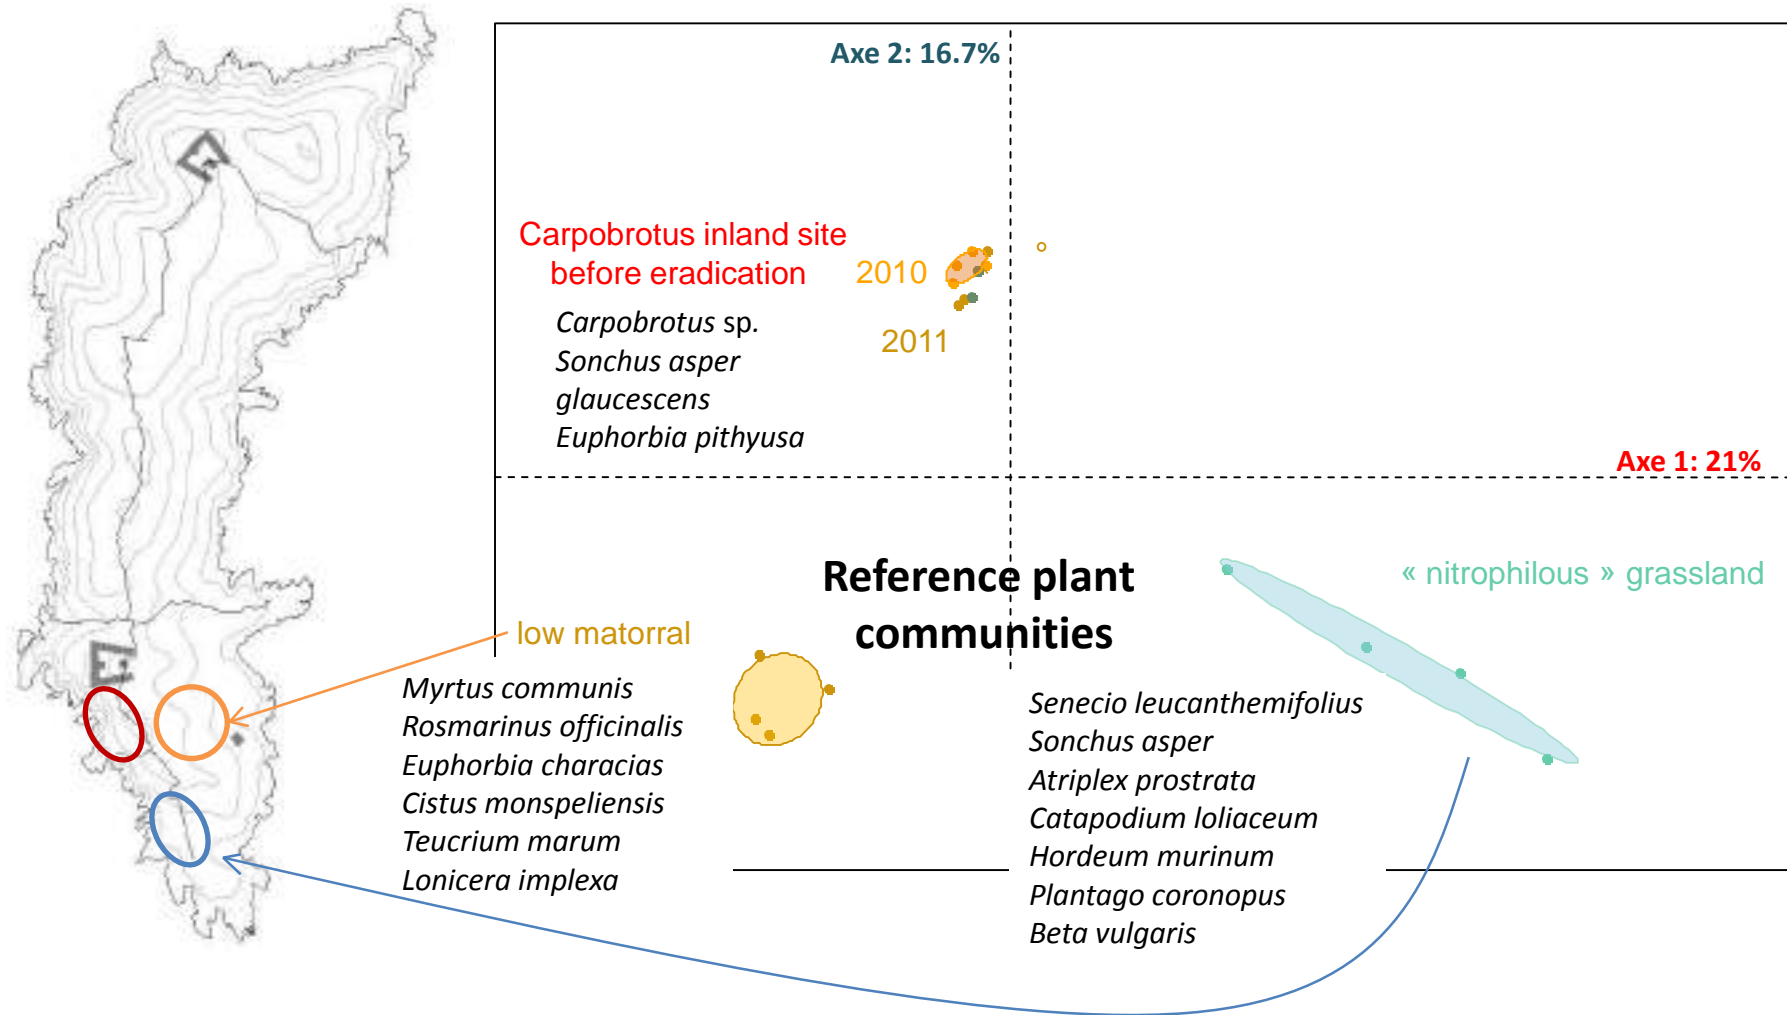 Axe 2: 16.7%
Carpobrotus inland site
before eradication
2010
2011
Carpobrotus sp.
Sonchus asper
glaucescens
Euphorbia pithyusa
Axe 1: 21%
Reference plant
communities
« nitrophilous » grassland
low matorral
Myrtus communis
Rosmarinus officinalis
Euphorbia characias
Cistus monspeliensis
Teucrium marum
Lonicera implexa
Senecio leucanthemifolius
Sonchus asper
Atriplex prostrata
Catapodium loliaceum
Hordeum murinum
Plantago coronopus
Beta vulgaris